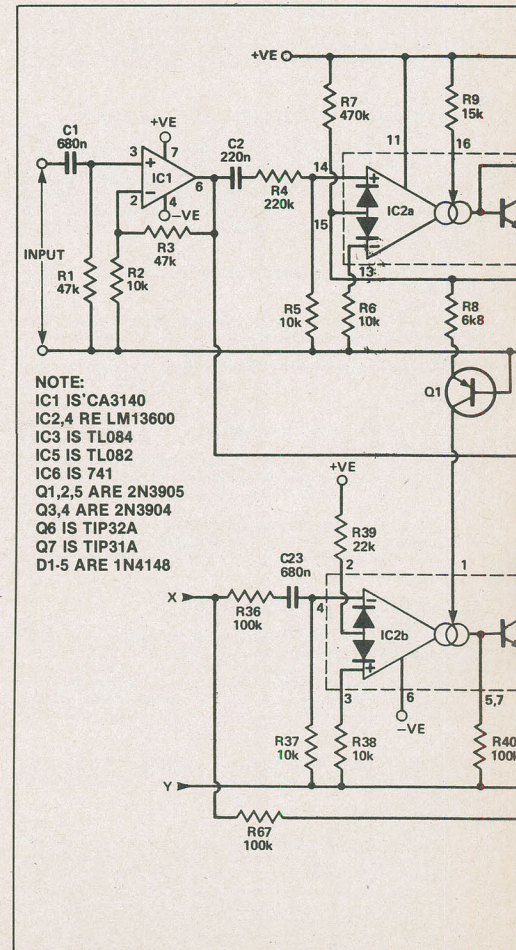 +VE
R7
470k
R9
15k
C1
680n
+VE
C2
220n
11
16
3
+
7
IC1
6
14
+
R4
220k
IC2a
2
–
4
–VE
15
R3
47k
–
13
INPUT
R1
47k
R2
10k
R5
10k
R6
10k
R8
6k8
Q1
NOTE:
IC1 IS CA3140
IC2,4 RE LM13600
IC3 IS TL084
IC5 IS TL082
IC6 IS 741
Q1,2,5 ARE 2N3905
Q3,4 ARE 2N3904
Q6 IS TIP32A
Q7 IS TIP31A
D1-5 ARE 1N4148
+VE
R39
22k
2
1
C23
680n
X
R36
100k
4
–
IC2b
+
3
6
5,7
–VE
R37
10k
R38
10k
R40
100k
Y
R67
100k